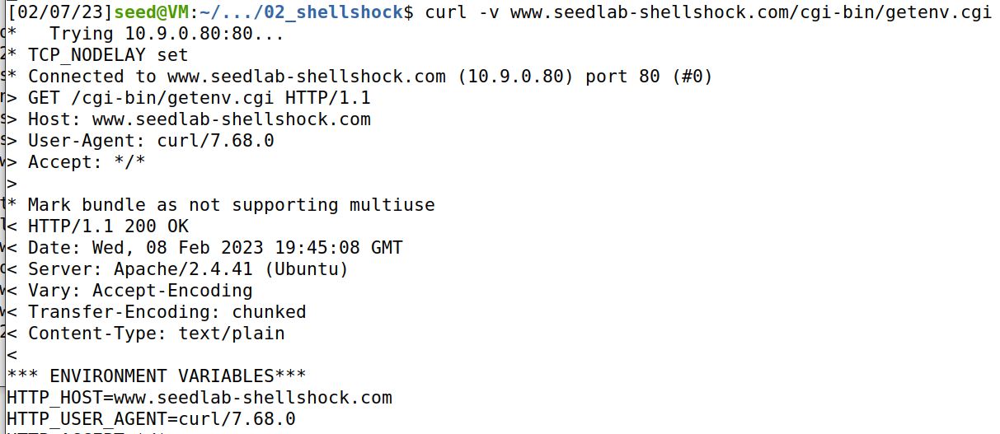 [02/07/23]seed@VM:~/.../02_shellshock$ curl -v www.seedlab-shellshock.com/cgi-bin/getenv.cgi
*   Trying 10.9.0.80:80...
* TCP_NODELAY set
* Connected to www.seedlab-shellshock.com (10.9.0.80) port 80 (#0)
> GET /cgi-bin/getenv.cgi HTTP/1.1
> Host: www.seedlab-shellshock.com
> User-Agent: curl/7.68.0
> Accept: */*
>
* Mark bundle as not supporting multiuse
< HTTP/1.1 200 OK
< Date: Wed, 08 Feb 2023 19:45:08 GMT
< Server: Apache/2.4.41 (Ubuntu)
< Vary: Accept-Encoding
< Transfer-Encoding: chunked
< Content-Type: text/plain
<
*** ENVIRONMENT VARIABLES***
HTTP_HOST=www.seedlab-shellshock.com
HTTP_USER_AGENT=curl/7.68.0